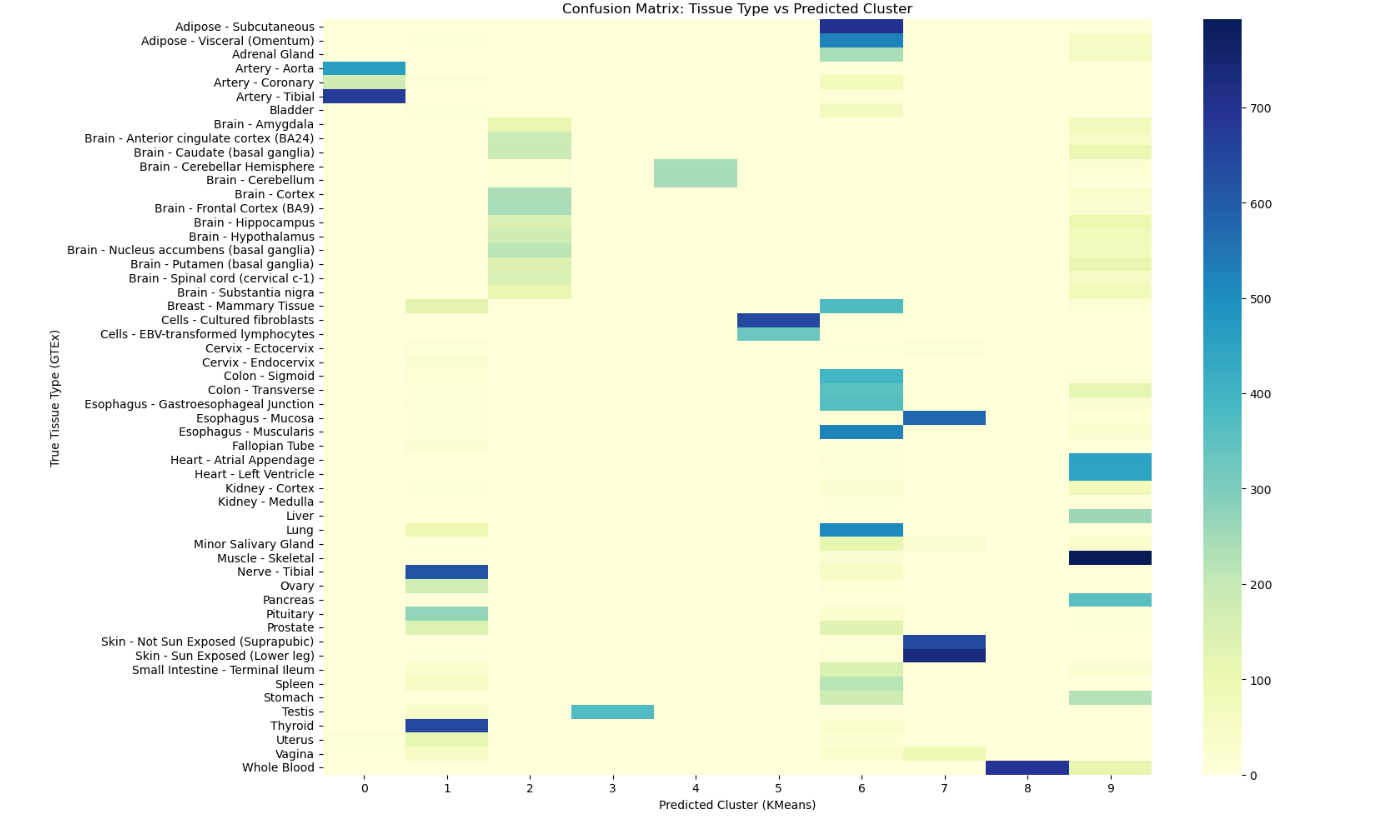 Confusion Matrix: Tissue Type vs Predicted Cluster
True Tissue Type (GTEx)
Adipose - Subcutaneous
Adipose - Visceral (Omentum)
Adrenal Gland
Artery - Aorta
Artery - Coronary
Artery - Tibial
Bladder
Brain - Amygdala
Brain - Anterior cingulate cortex (BA24)
Brain - Caudate (basal ganglia)
Brain - Cerebellar Hemisphere
Brain - Cerebellum
Brain - Cortex
Brain - Frontal Cortex (BA9)
Brain - Hippocampus
Brain - Hypothalamus
Brain - Nucleus accumbens (basal ganglia)
Brain - Putamen (basal ganglia)
Brain - Spinal cord (cervical c-1)
Brain - Substantia nigra
Breast - Mammary Tissue
Cells - Cultured fibroblasts
Cells - EBV-transformed lymphocytes
Cervix - Ectocervix
Cervix - Endocervix
Colon - Sigmoid
Colon - Transverse
Esophagus - Gastroesophageal Junction
Esophagus - Mucosa
Esophagus - Muscularis
Fallopian Tube
Heart - Atrial Appendage
Heart - Left Ventricle
Kidney - Cortex
Kidney - Medulla
Liver
Lung
Minor Salivary Gland
Muscle - Skeletal
Nerve - Tibial
Ovary
Pancreas
Pituitary
Prostate
Skin - Not Sun Exposed (Suprapubic)
Skin - Sun Exposed (Lower leg)
Small Intestine - Terminal Ileum
Spleen
Stomach
Testis
Thyroid
Uterus
Vagina
Whole Blood
0 1 2 3 4 5 6 7 8 9
Predicted Cluster (KMeans)
700
600
500
400
300
200
100
0